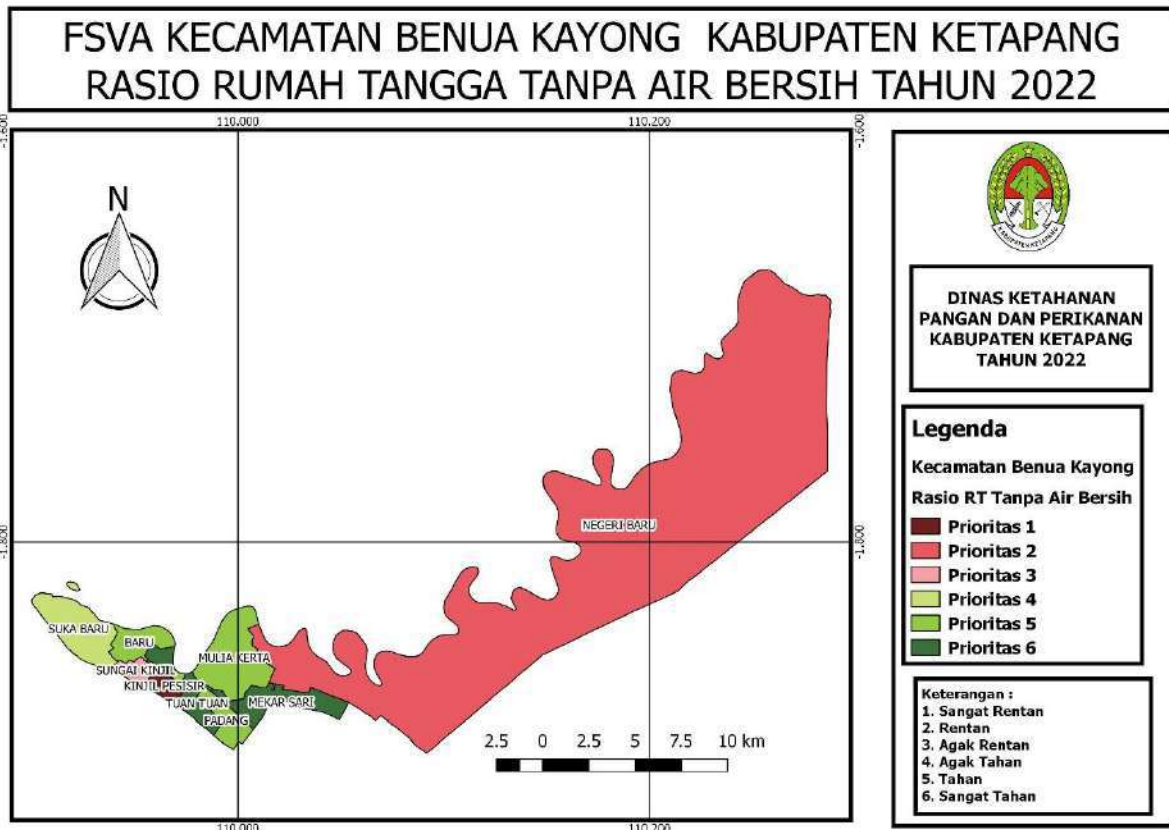 FSVA KECAMATAN BENUA KAYONG KABUPATEN KETAPANG
RASIO RUMAH TANGGA TANPA AIR BERSIH TAHUN 2022
110.000
110.200
-1.600
-1.600
N
KABUPATEN KETAPANG
DINAS KETAHANAN
PANGAN DAN PERIKANAN
KABUPATEN KETAPANG
TAHUN 2022
Legenda
Kecamatan Benua Kayong
Rasio RT Tanpa Air Bersih
Prioritas 1
Prioritas 2
Prioritas 3
Prioritas 4
Prioritas 5
Prioritas 6
NEGERI BARU
-1.800
-1.800
SUKA BARU
BARU
MULIA KERTA
SUNGAI KINJIL
KINJIL PESISIR
TUAN TUAN
MEKAR SARI
PADANG
2.5 0 2.5 5 7.5 10 km
Keterangan :
1. Sangat Rentan
2. Rentan
3. Agak Rentan
4. Agak Tahan
5. Tahan
6. Sangat Tahan
110.000
110.200